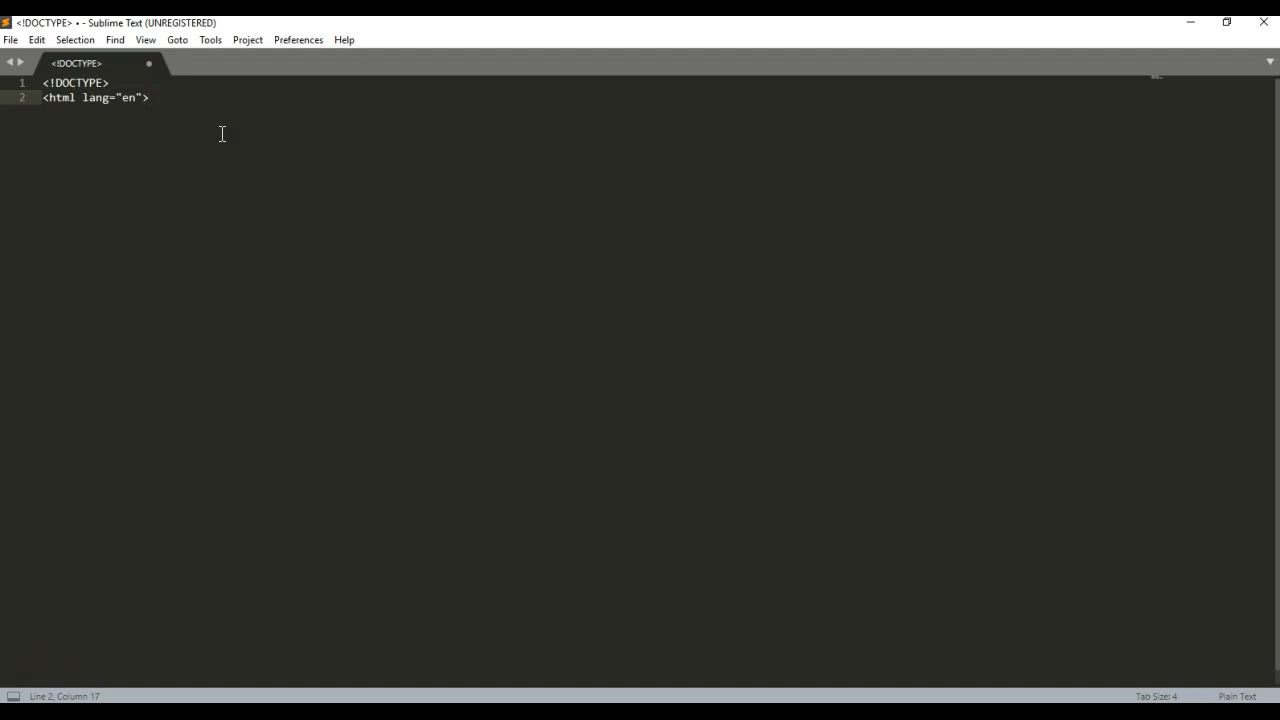 <!DOCTYPE> • - Sublime Text (UNREGISTERED)
File Edit Selection Find View Goto Tools Project Preferences Help
<!DOCTYPE>
1 <!DOCTYPE>
2 <html lang="en">
Line 2, Column 17 Tab Size: 4 Plain Text